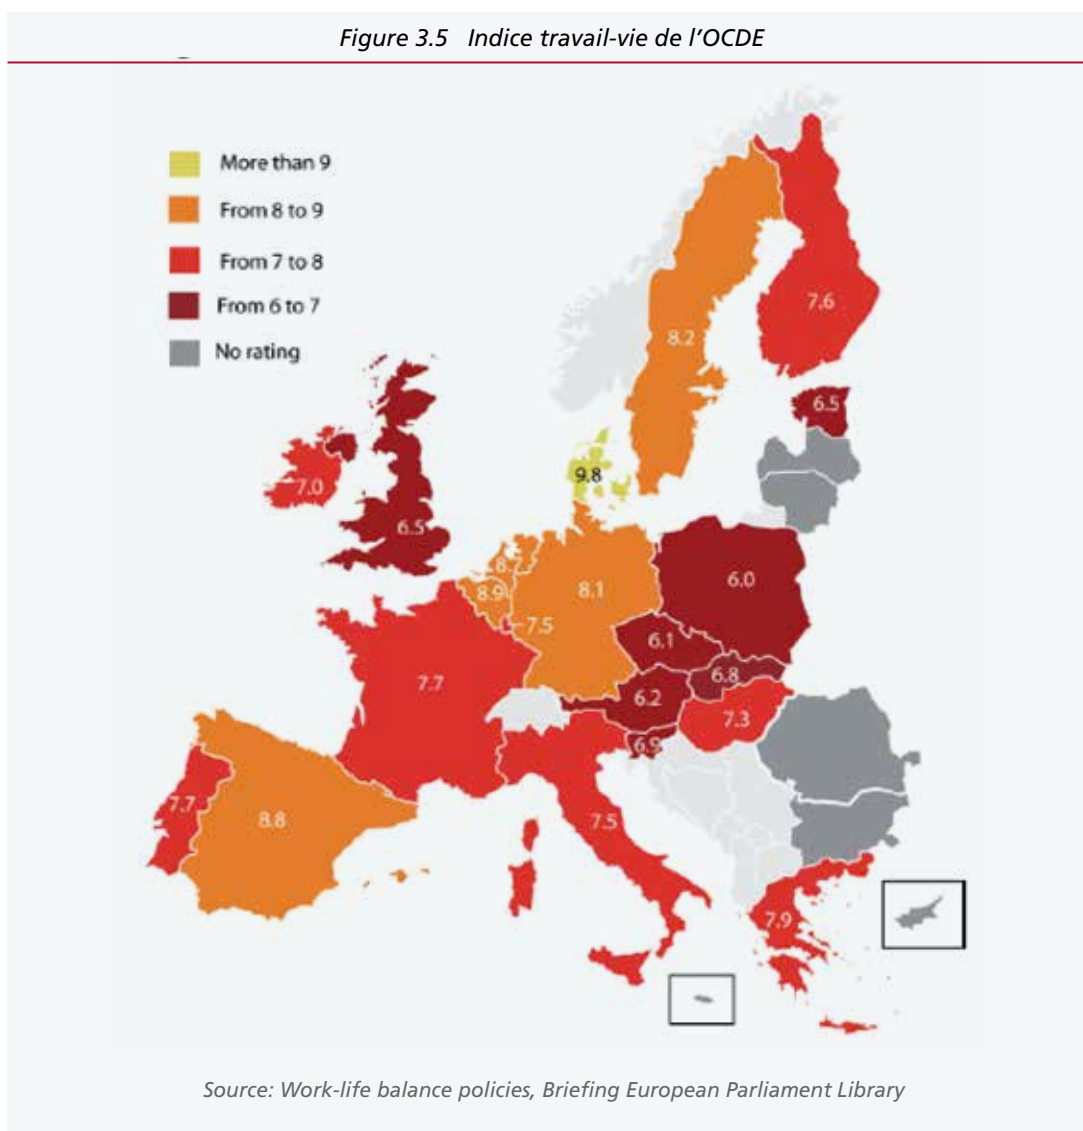 Figure 3.5 Indice travail-vie de l'OCDE
More than 9
From 8 to 9
From 7 to 8
From 6 to 7
No rating
7.6
8.2
6.5
9.8
7.0
6.5
8.9
8.1
6.0
7.5
6.1
6.8
7.7
6.2
7.3
6.9
7.7
8.8
7.5
7.9
Source: Work-life balance policies, Briefing European Parliament Library